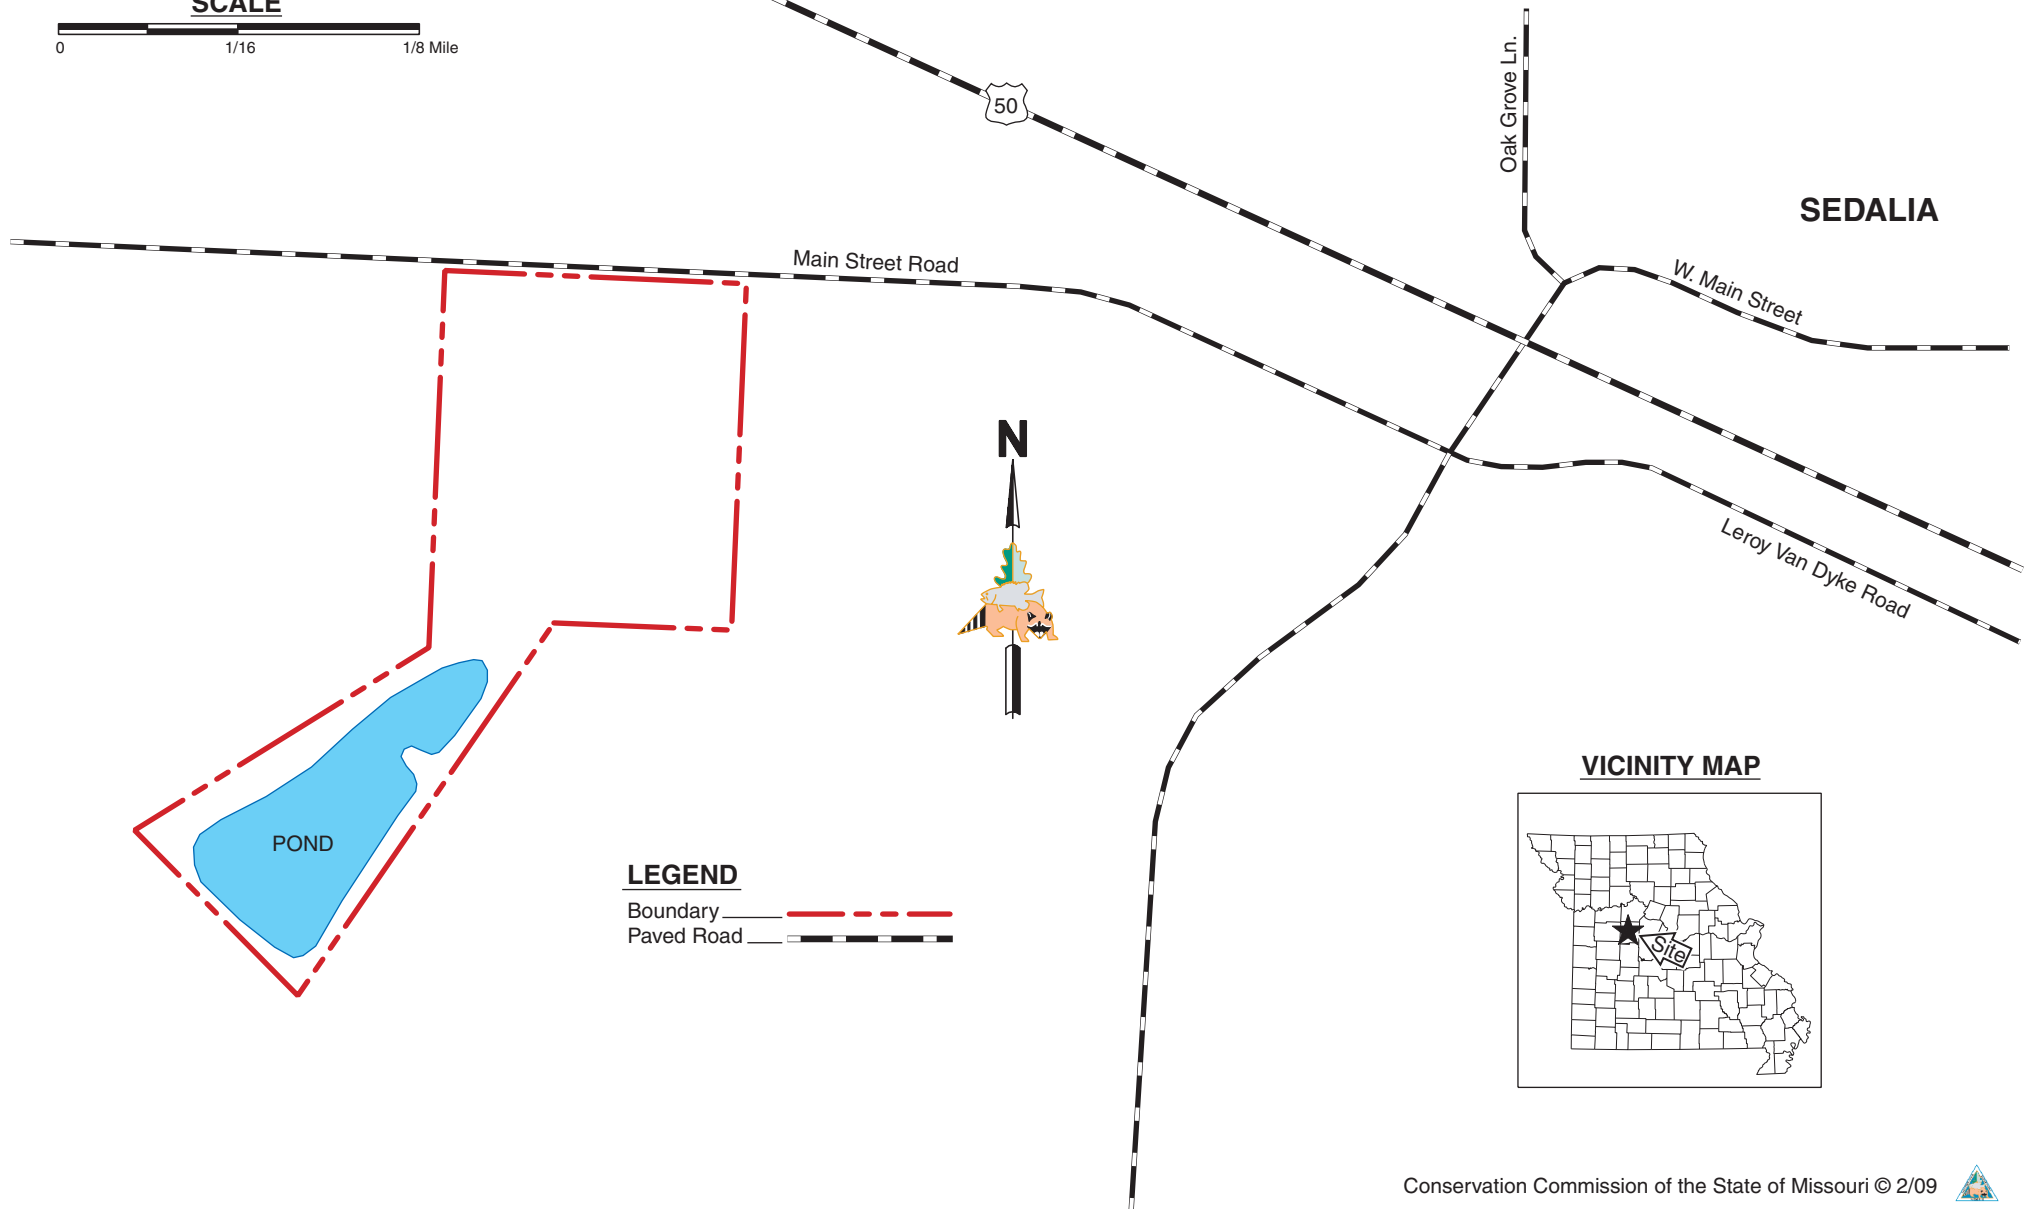 SCALE
0 1/16 1/8 Mile
50
Oak Grove Ln.
SEDALIA
Main Street Road
W. Main Street
N
Leroy Van Dyke Road
VICINITY MAP
POND
LEGEND
Boundary
Paved Road
Site
Conservation Commission of the State of Missouri © 2/09